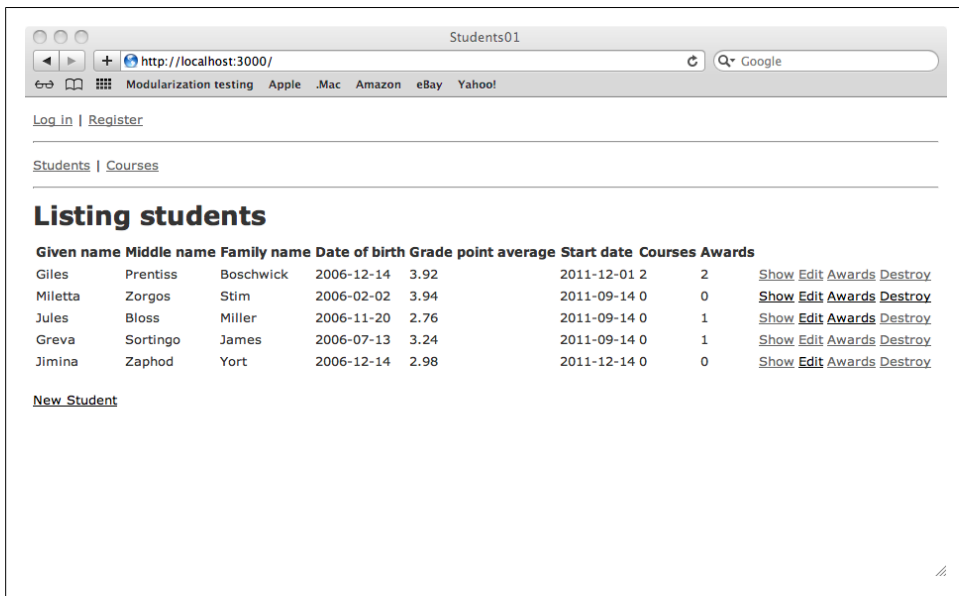 Students01
http://localhost:3000/ Google
Modularization testing Apple .Mac Amazon eBay Yahoo!
Log in | Register
Students | Courses
Listing students
Given name Middle name Family name Date of birth Grade point average Start date Courses Awards
Giles Prentiss Boschwick 2006-12-14 3.92 2011-12-01 2 2 Show Edit Awards Destroy
Miletta Zorgos Stim 2006-02-02 3.94 2011-09-14 0 0 Show Edit Awards Destroy
Jules Bloss Miller 2006-11-20 2.76 2011-09-14 0 1 Show Edit Awards Destroy
Greva Sortingo James 2006-07-13 3.24 2011-09-14 0 1 Show Edit Awards Destroy
Jimina Zaphod Yort 2006-12-14 2.98 2011-12-14 0 0 Show Edit Awards Destroy
New Student